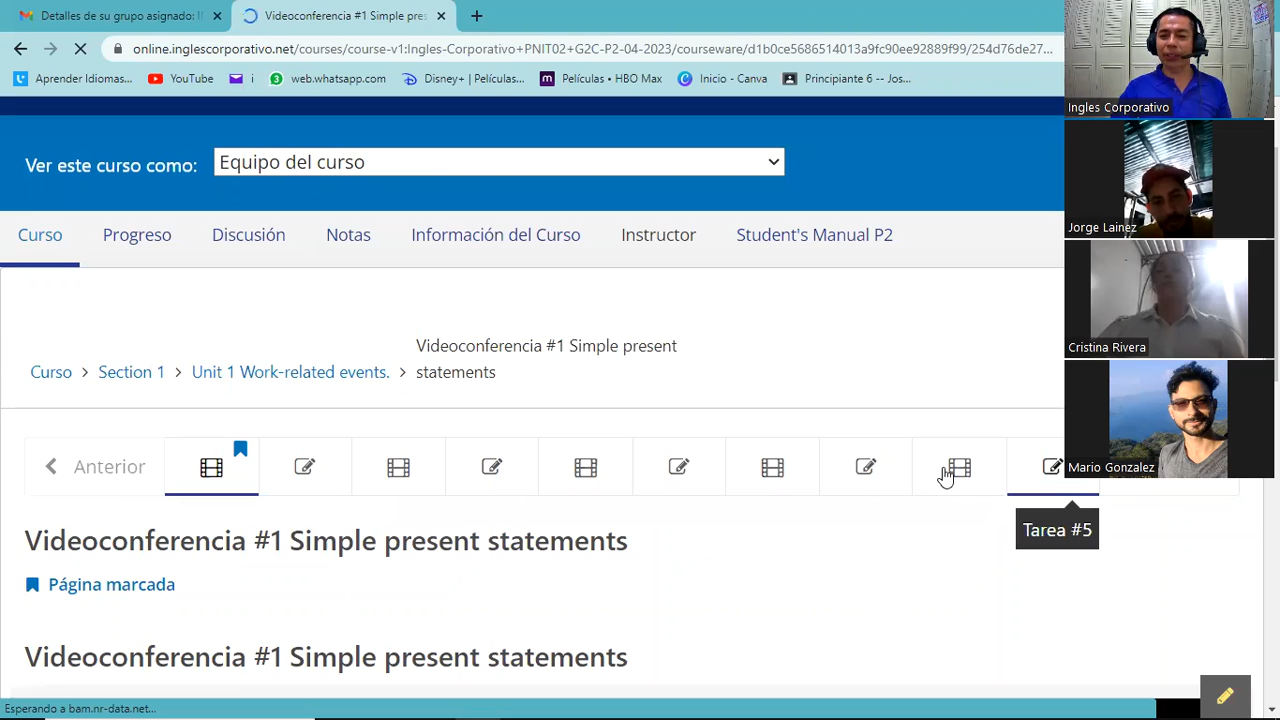 Detalles de su grupo asignado: I
Videoconferencia #1 Simple pres
online.inglescorporativo.net/courses/course-v1:Ingles-Corporativo+PNIT02+G2C-P2-04-2023/courseware/d1b0ce5686514013a5fc90ee92889f99/254d76de27...
Aprender Idiomas...
YouTube
i
web.whatsapp.com
Disney+ | Películas...
Películas • HBO Max
Inicio - Canva
Principiante 6 -- Jos...
Ver este curso como:
Equipo del curso
Curso
Progreso
Discusión
Notas
Información del Curso
Instructor
Student's Manual P2
Videoconferencia #1 Simple present
Curso > Section 1 > Unit 1 Work-related events. > statements
Anterior
Tarea #5
Videoconferencia #1 Simple present statements
Página marcada
Videoconferencia #1 Simple present statements
Esperando a bam.nr-data.net...
Ingles Corporativo
Jorge Lainez
Cristina Rivera
Mario Gonzalez